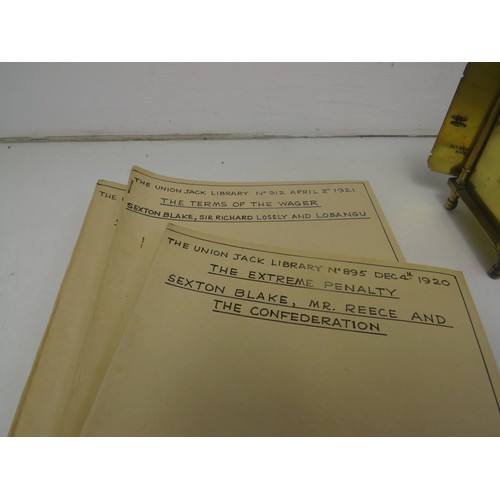 THE
THE UNION JACK LIBRARY Nº 912 APRIL 2ⁿᵈ 1921
THE TERMS OF THE WAGER
SEXTON BLAKE, SIR RICHARD LOSELY AND LOBANGU
THE UNION JACK LIBRARY Nº 895 DEC 4th 1920
THE EXTREME PENALTY
SEXTON BLAKE, MR. REECE AND
THE CONFEDERATION